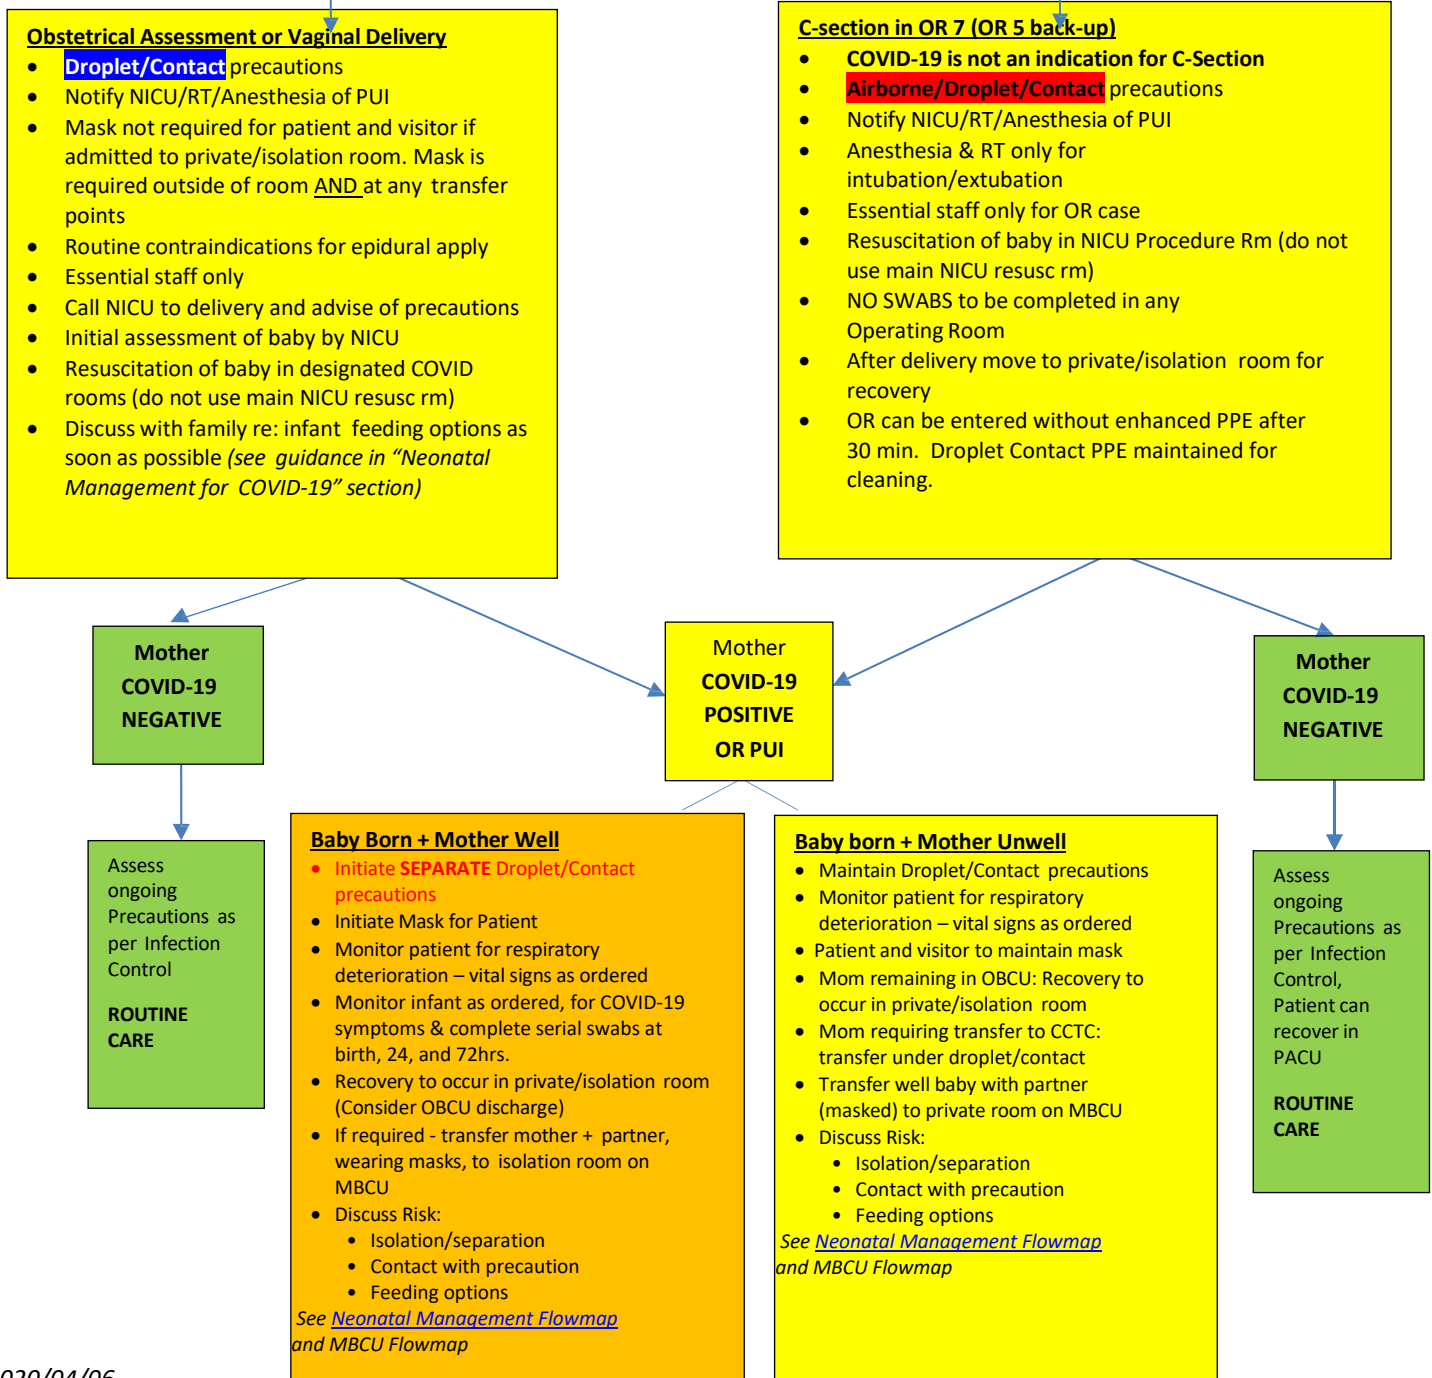 Obstetrical Assessment or Vaginal Delivery
• Droplet/Contact precautions
• Notify NICU/RT/Anesthesia of PUI
• Mask not required for patient and visitor if
admitted to private/isolation room. Mask is
required outside of room AND at any transfer
points
• Routine contraindications for epidural apply
• Essential staff only
• Call NICU to delivery and advise of precautions
• Initial assessment of baby by NICU
• Resuscitation of baby in designated COVID
rooms (do not use main NICU resusc rm)
• Discuss with family re: infant feeding options as
soon as possible (see guidance in “Neonatal
Management for COVID-19” section)
C-section in OR 7 (OR 5 back-up)
• COVID-19 is not an indication for C-Section
• Airborne/Droplet/Contact precautions
• Notify NICU/RT/Anesthesia of PUI
• Anesthesia & RT only for
intubation/extubation
• Essential staff only for OR case
• Resuscitation of baby in NICU Procedure Rm (do not
use main NICU resusc rm)
• NO SWABS to be completed in any
Operating Room
• After delivery move to private/isolation room for
recovery
• OR can be entered without enhanced PPE after
30 min. Droplet Contact PPE maintained for
cleaning.
Mother
COVID-19
NEGATIVE
Mother
COVID-19
POSITIVE
OR PUI
Mother
COVID-19
NEGATIVE
Assess
ongoing
Precautions as
per Infection
Control
ROUTINE
CARE
Baby Born + Mother Well
• Initiate SEPARATE Droplet/Contact
precautions
• Initiate Mask for Patient
• Monitor patient for respiratory
deterioration – vital signs as ordered
• Monitor infant as ordered, for COVID-19
symptoms & complete serial swabs at
birth, 24, and 72hrs.
• Recovery to occur in private/isolation room
(Consider OBCU discharge)
• If required - transfer mother + partner,
wearing masks, to isolation room on
MBCU
• Discuss Risk:
• Isolation/separation
• Contact with precaution
• Feeding options
See Neonatal Management Flowmap
and MBCU Flowmap
Baby born + Mother Unwell
• Maintain Droplet/Contact precautions
• Monitor patient for respiratory
deterioration – vital signs as ordered
• Patient and visitor to maintain mask
• Mom remaining in OBCU: Recovery to
occur in private/isolation room
• Mom requiring transfer to CCTC:
transfer under droplet/contact
• Transfer well baby with partner
(masked) to private room on MBCU
• Discuss Risk:
• Isolation/separation
• Contact with precaution
• Feeding options
See Neonatal Management Flowmap
and MBCU Flowmap
Assess
ongoing
Precautions as
per Infection
Control,
Patient can
recover in
PACU
ROUTINE
CARE
020/04/06